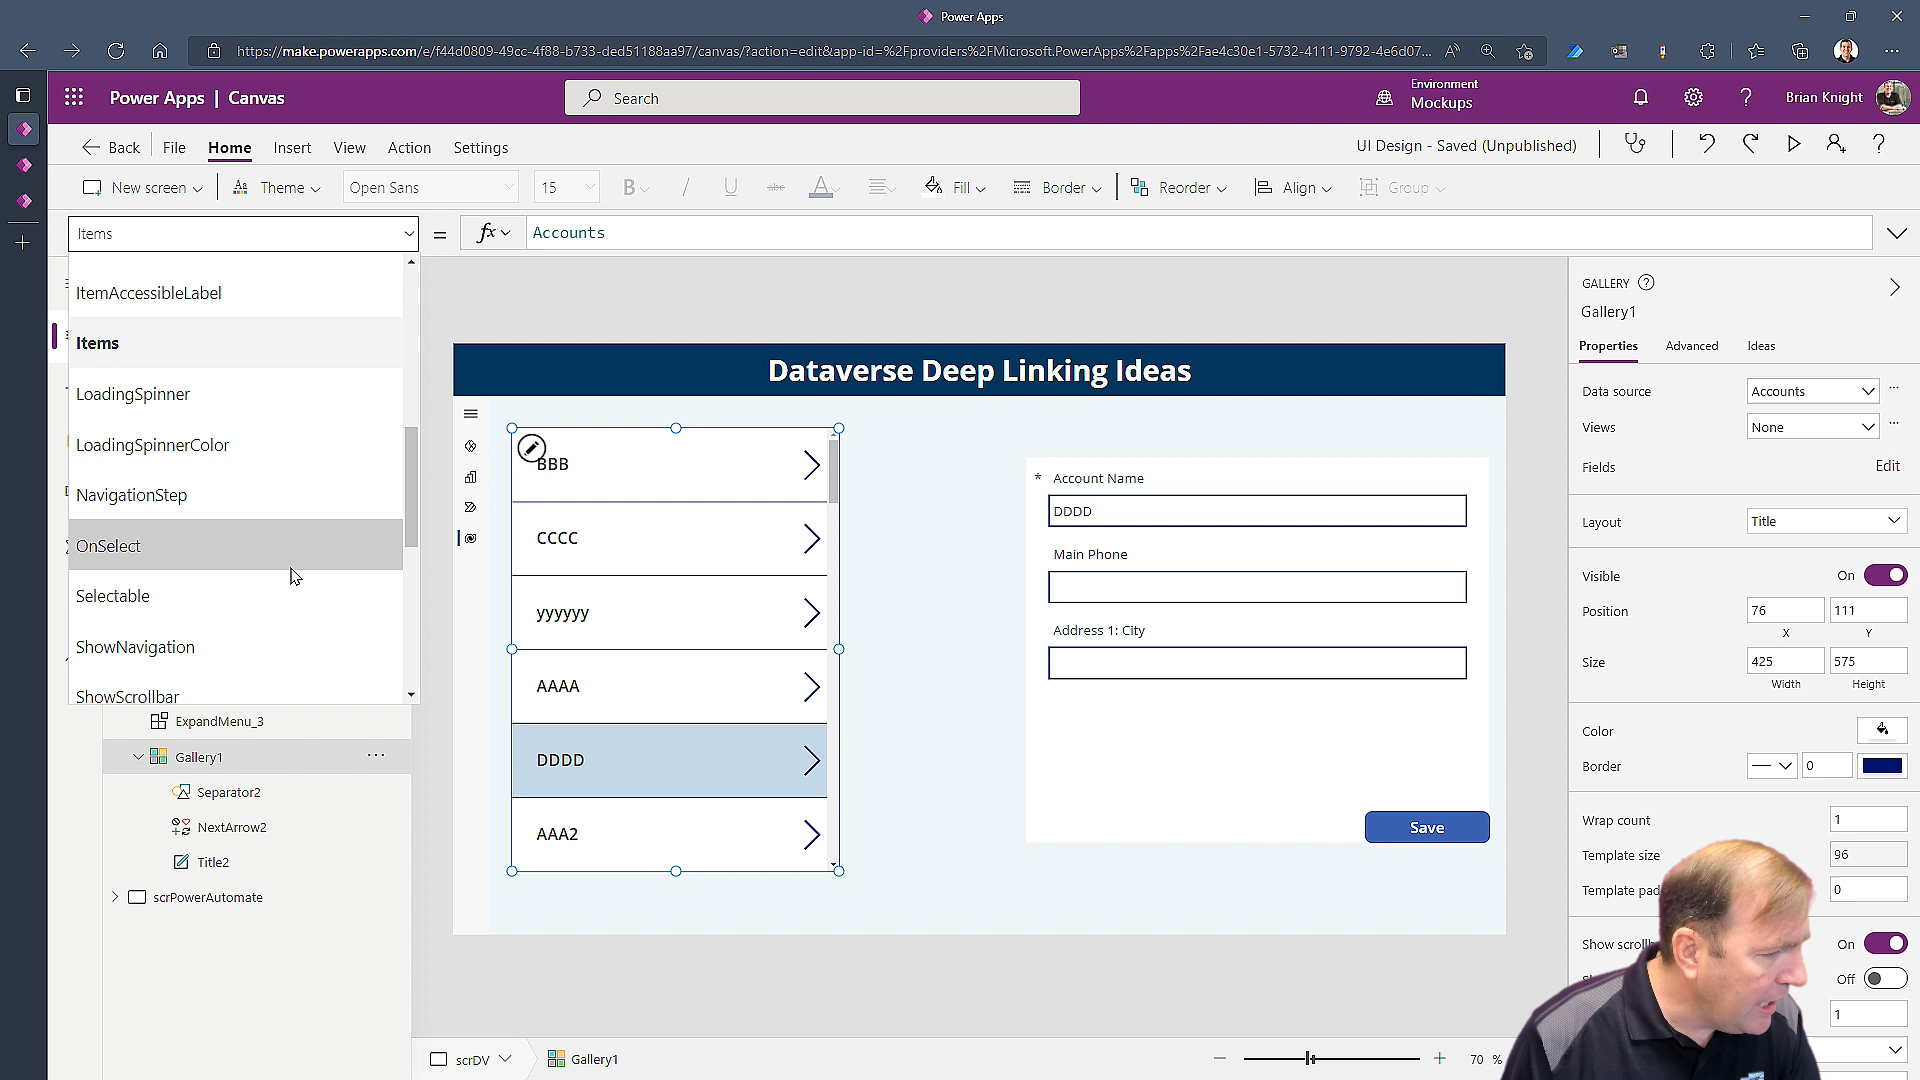 Power Apps
https://make.powerapps.com/e/f44d0809-49cc-4f88-b733-ded51188aa97/canvas/?action=edit&app-id=%2Fproviders%2FMicrosoft.PowerApps%2Fapps%2Fae4c30e1-5732-4111-9792-4e6d07...
Power Apps | Canvas
Search
Environment
Mockups
Brian Knight
Back
File
Home
Insert
View
Action
Settings
UI Design - Saved (Unpublished)
New screen
Theme
Open Sans
15
B
I
U
abc
A
Fill
Border
Reorder
Align
Group
Items
=
fx
Accounts
ItemAccessibleLabel
Items
LoadingSpinner
LoadingSpinnerColor
NavigationStep
OnSelect
Selectable
ShowNavigation
ShowScrollbar
ExpandMenu_3
Gallery1
Separator2
NextArrow2
Title2
scrPowerAutomate
Dataverse Deep Linking Ideas
BBB
CCCC
yyyyyy
AAAA
DDDD
AAA2
* Account Name
DDDD
Main Phone
Address 1: City
Save
GALLERY
Gallery1
Properties
Advanced
Ideas
Data source
Accounts
Views
None
Fields
Edit
Layout
Title
Visible
On
Position
76
111
X
Y
Size
425
575
Width
Height
Color
Border
0
Wrap count
1
Template size
96
Template pad
0
Show scrollb
On
Off
1
scrDV
Gallery1
70 %